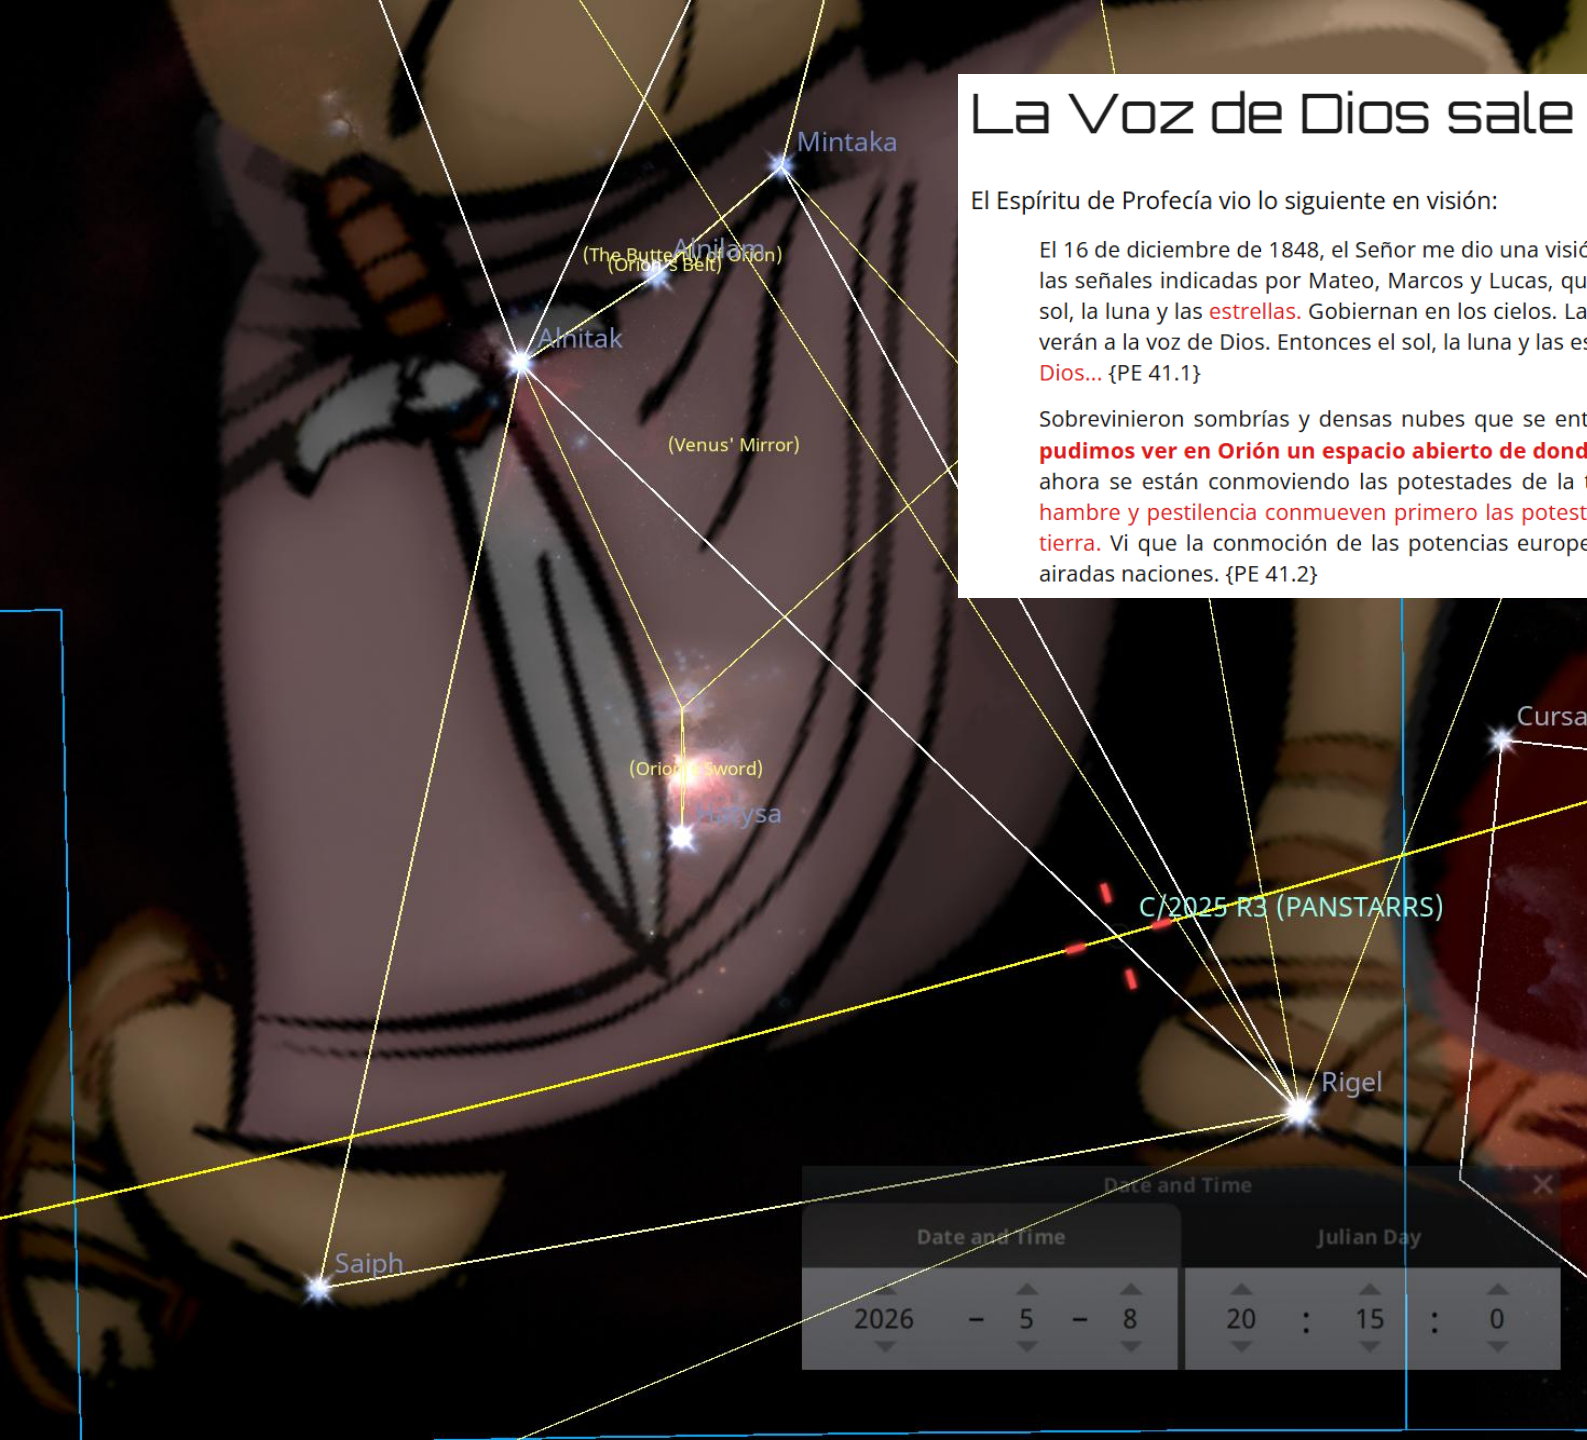 Mintaka
Alnilam
(Orion's Belt)
Alnitak
(Venus' Mirror)
Hatysa
C/2025 R3 (PANSTARRS)
Cursa
Rigel
Saiph
La Voz de Dios sale
El Espíritu de Profecía vio lo siguiente en visión:
El 16 de diciembre de 1848, el Señor me dio una visió
las señales indicadas por Mateo, Marcos y Lucas, qu
sol, la luna y las estrellas. Gobiernan en los cielos. La
verán a la voz de Dios. Entonces el sol, la luna y las es
Dios... {PE 41.1}
Sobrevinieron sombrías y densas nubes que se ent
pudimos ver en Orión un espacio abierto de dond
ahora se están conmoviendo las potestades de la t
hambre y pestilencia conmueven primero las potest
tierra. Vi que la conmoción de las potencias europe
airadas naciones. {PE 41.2}
Date and Time
Date and Time Julian Day
2026 – 5 – 8 20 : 15 : 0